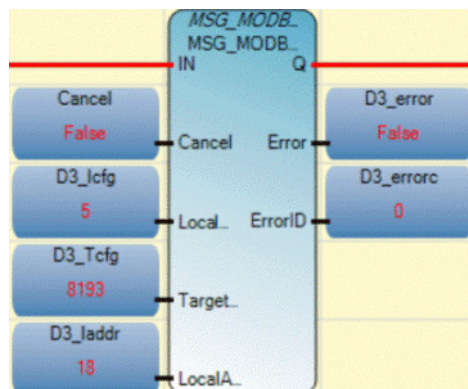 MSG_MODB...
MSG_MODB...
IN Q
Cancel
False
Cancel Error
D3_error
False
D3_lcfg
5
Local... ErrorID
D3_errorc
0
D3_Tcfg
8193
Target...
D3_laddr
18
LocalA...